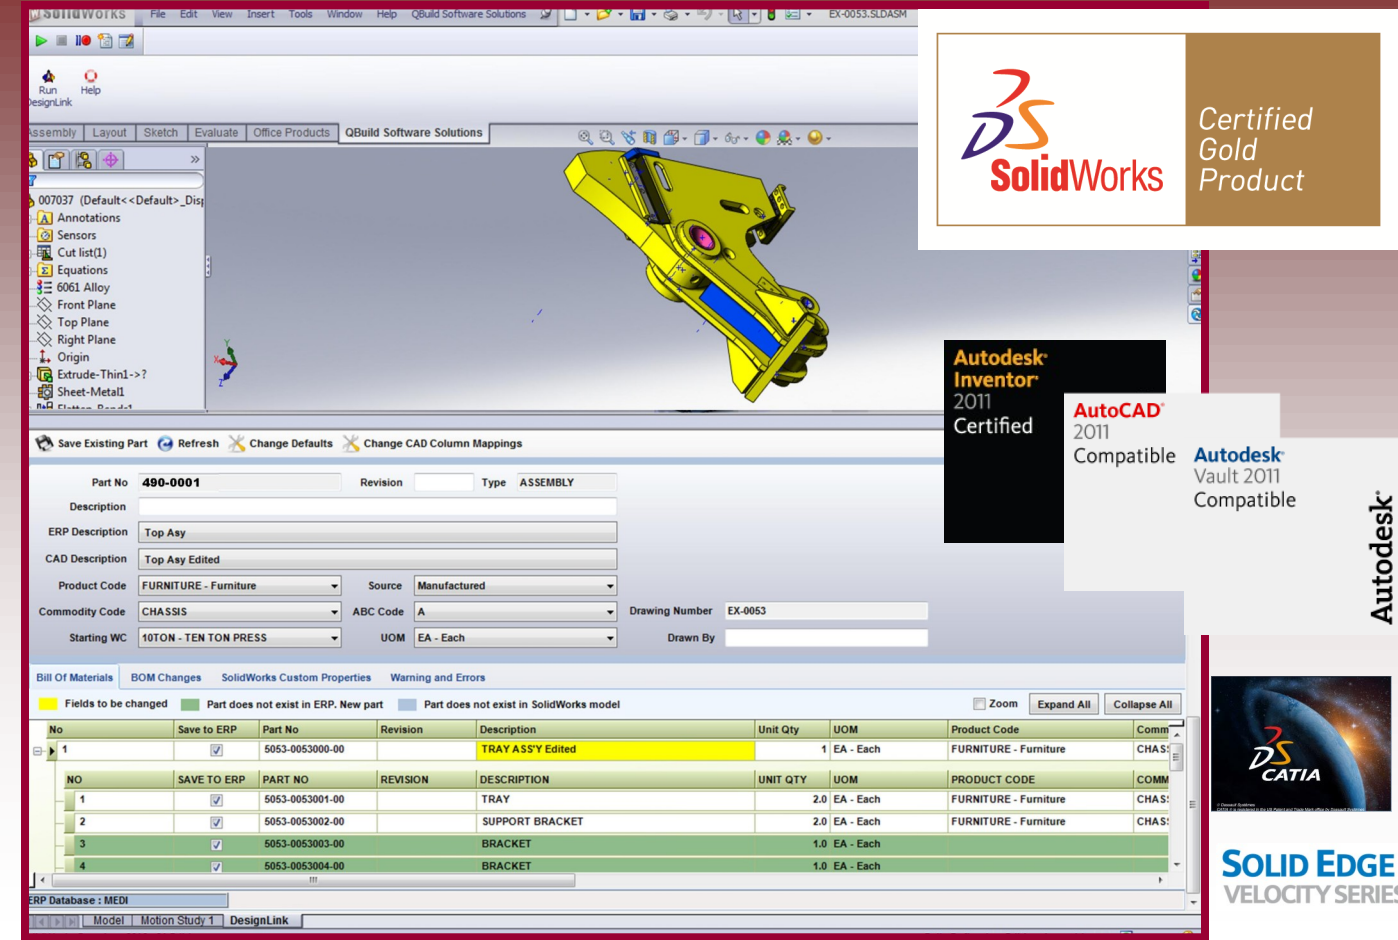 SolidWorks File Edit View Insert Tools Window Help QBuild Software Solutions EX-0053.SLDASM
Run
DesignLink
Help
Assembly Layout Sketch Evaluate Office Products QBuild Software Solutions
007037 (Default<<Default>_Disp
Annotations
Sensors
Cut list(1)
Equations
6061 Alloy
Front Plane
Top Plane
Right Plane
Origin
Extrude-Thin1->?
Sheet-Metal1
Y
X
Z
SolidWorks
Certified
Gold
Product
Autodesk
Inventor
2011
Certified
AutoCAD
2011
Compatible
Autodesk
Vault 2011
Compatible
Autodesk
Save Existing Part Refresh Change Defaults Change CAD Column Mappings
Part No 490-0001 Revision Type ASSEMBLY
Description
ERP Description Top Asy
CAD Description Top Asy Edited
Product Code FURNITURE - Furniture Source Manufactured
Commodity Code CHASSIS ABC Code A Drawing Number EX-0053
Starting WC 10TON - TEN TON PRESS UOM EA - Each Drawn By
Bill Of Materials BOM Changes SolidWorks Custom Properties Warning and Errors
Fields to be changed Part does not exist in ERP. New part Part does not exist in SolidWorks model Zoom Expand All Collapse All
No Save to ERP Part No Revision Description Unit Qty UOM Product Code Comm
1 5053-0053000-00 TRAY ASS'Y Edited 1 EA - Each FURNITURE - Furniture CHAS
NO SAVE TO ERP PART NO REVISION DESCRIPTION UNIT QTY UOM PRODUCT CODE COMM
1 5053-0053001-00 TRAY 2.0 EA - Each FURNITURE - Furniture CHAS
2 5053-0053002-00 SUPPORT BRACKET 2.0 EA - Each FURNITURE - Furniture CHAS
3 5053-0053003-00 BRACKET 1.0 EA - Each
4 5053-0053004-00 BRACKET 1.0 EA - Each
ERP Database : MEDI
Model Motion Study 1 DesignLink
CATIA
SOLID EDGE
VELOCITY SERIES